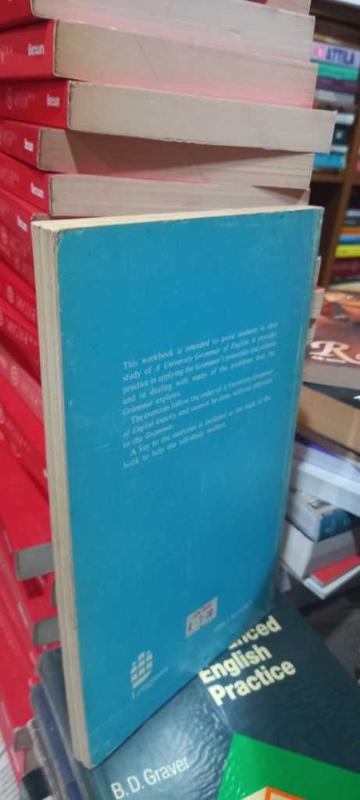 ATTILA
This workbook is intended to assist students in their
study of A University Grammar of English. It provides
practice in applying the Grammar's principles and criteria
and in dealing with many of the problems that the
Grammar explains.
The exercises follow the order of A University Grammar
of English exactly and cannot be done without reference
to the Grammar.
A key to the exercises is included at the back of the
book to help the self-study student.
Longman
English
Practice
B.D. Graver